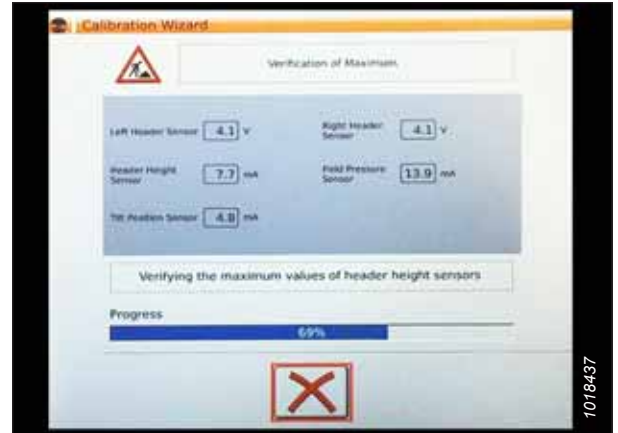 Calibration Wizard
Verification of Maximum
Left Header Sensor 4.1 V
Right Header Sensor 4.1 V
Header Height Sensor 7.7 mA
Field Pressure Sensor 13.9 mA
Tilt Position Sensor 4.8 mA
Verifying the maximum values of header height sensors
Progress
69%
1018437